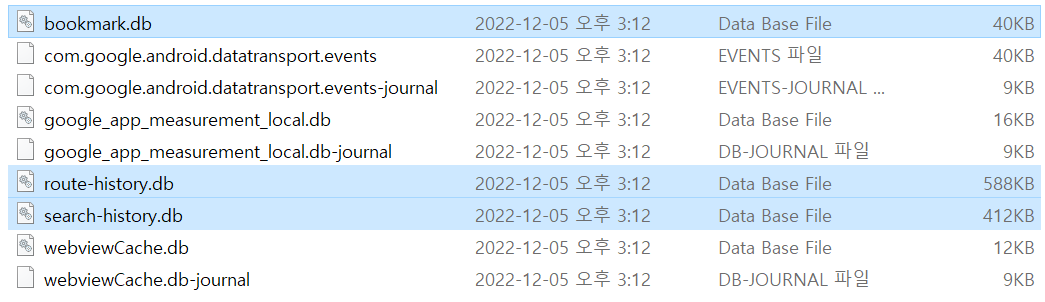 bookmark.db 2022-12-05 오후 3:12 Data Base File 40KB
com.google.android.datatransport.events 2022-12-05 오후 3:12 EVENTS 파일 40KB
com.google.android.datatransport.events-journal 2022-12-05 오후 3:12 EVENTS-JOURNAL ... 9KB
google_app_measurement_local.db 2022-12-05 오후 3:12 Data Base File 16KB
google_app_measurement_local.db-journal 2022-12-05 오후 3:12 DB-JOURNAL 파일 9KB
route-history.db 2022-12-05 오후 3:12 Data Base File 588KB
search-history.db 2022-12-05 오후 3:12 Data Base File 412KB
webviewCache.db 2022-12-05 오후 3:12 Data Base File 12KB
webviewCache.db-journal 2022-12-05 오후 3:12 DB-JOURNAL 파일 9KB